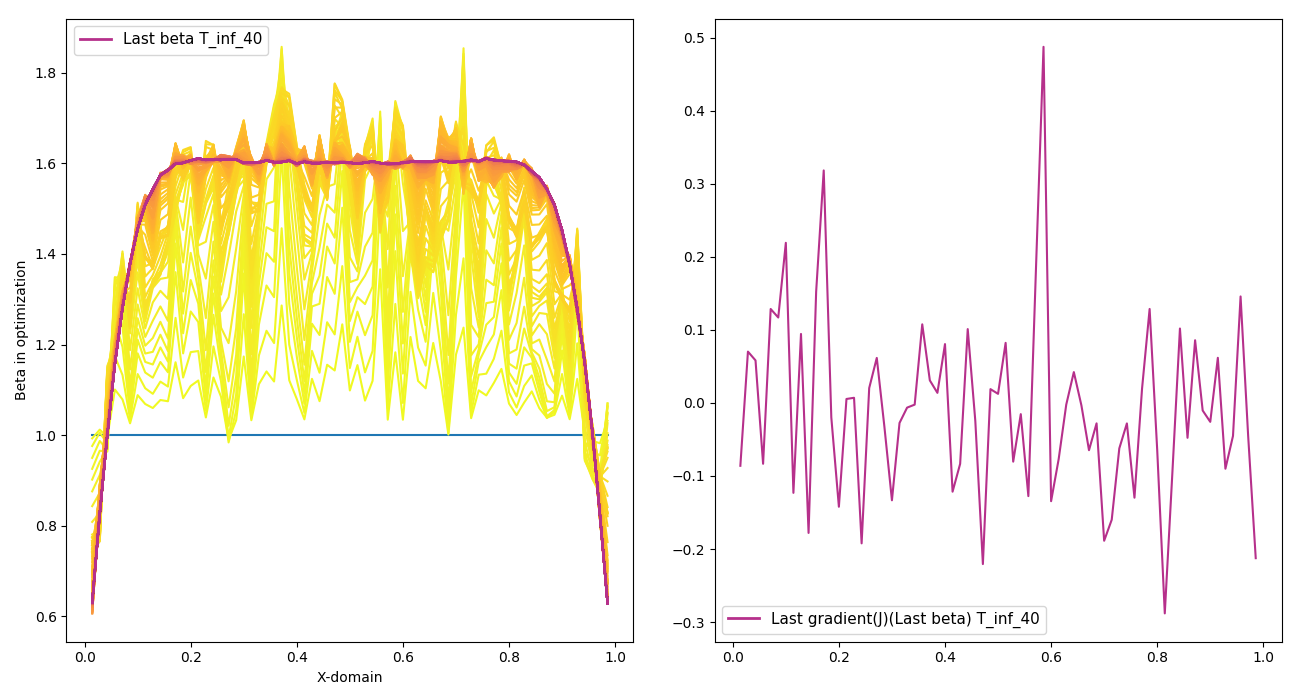 Last beta T_inf_40
1.8
1.6
1.4
1.2
1.0
0.8
0.6
Beta in optimization
0.0 0.2 0.4 0.6 0.8 1.0
X-domain
0.5
0.4
0.3
0.2
0.1
0.0
−0.1
−0.2
−0.3
Last gradient(J)(Last beta) T_inf_40
0.0 0.2 0.4 0.6 0.8 1.0